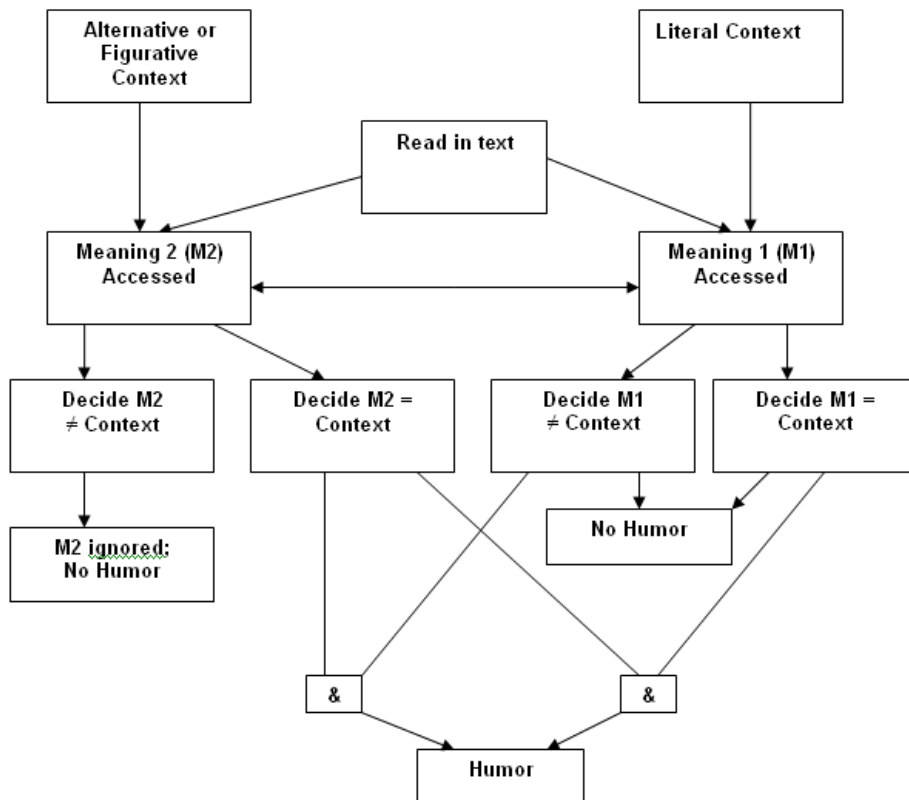 Alternative or
Figurative
Context
Literal Context
Read in text
Meaning 2 (M2)
Accessed
Meaning 1 (M1)
Accessed
Decide M2
≠ Context
Decide M2 =
Context
Decide M1
≠ Context
Decide M1 =
Context
M2 ignored;
No Humor
No Humor
&
&
Humor